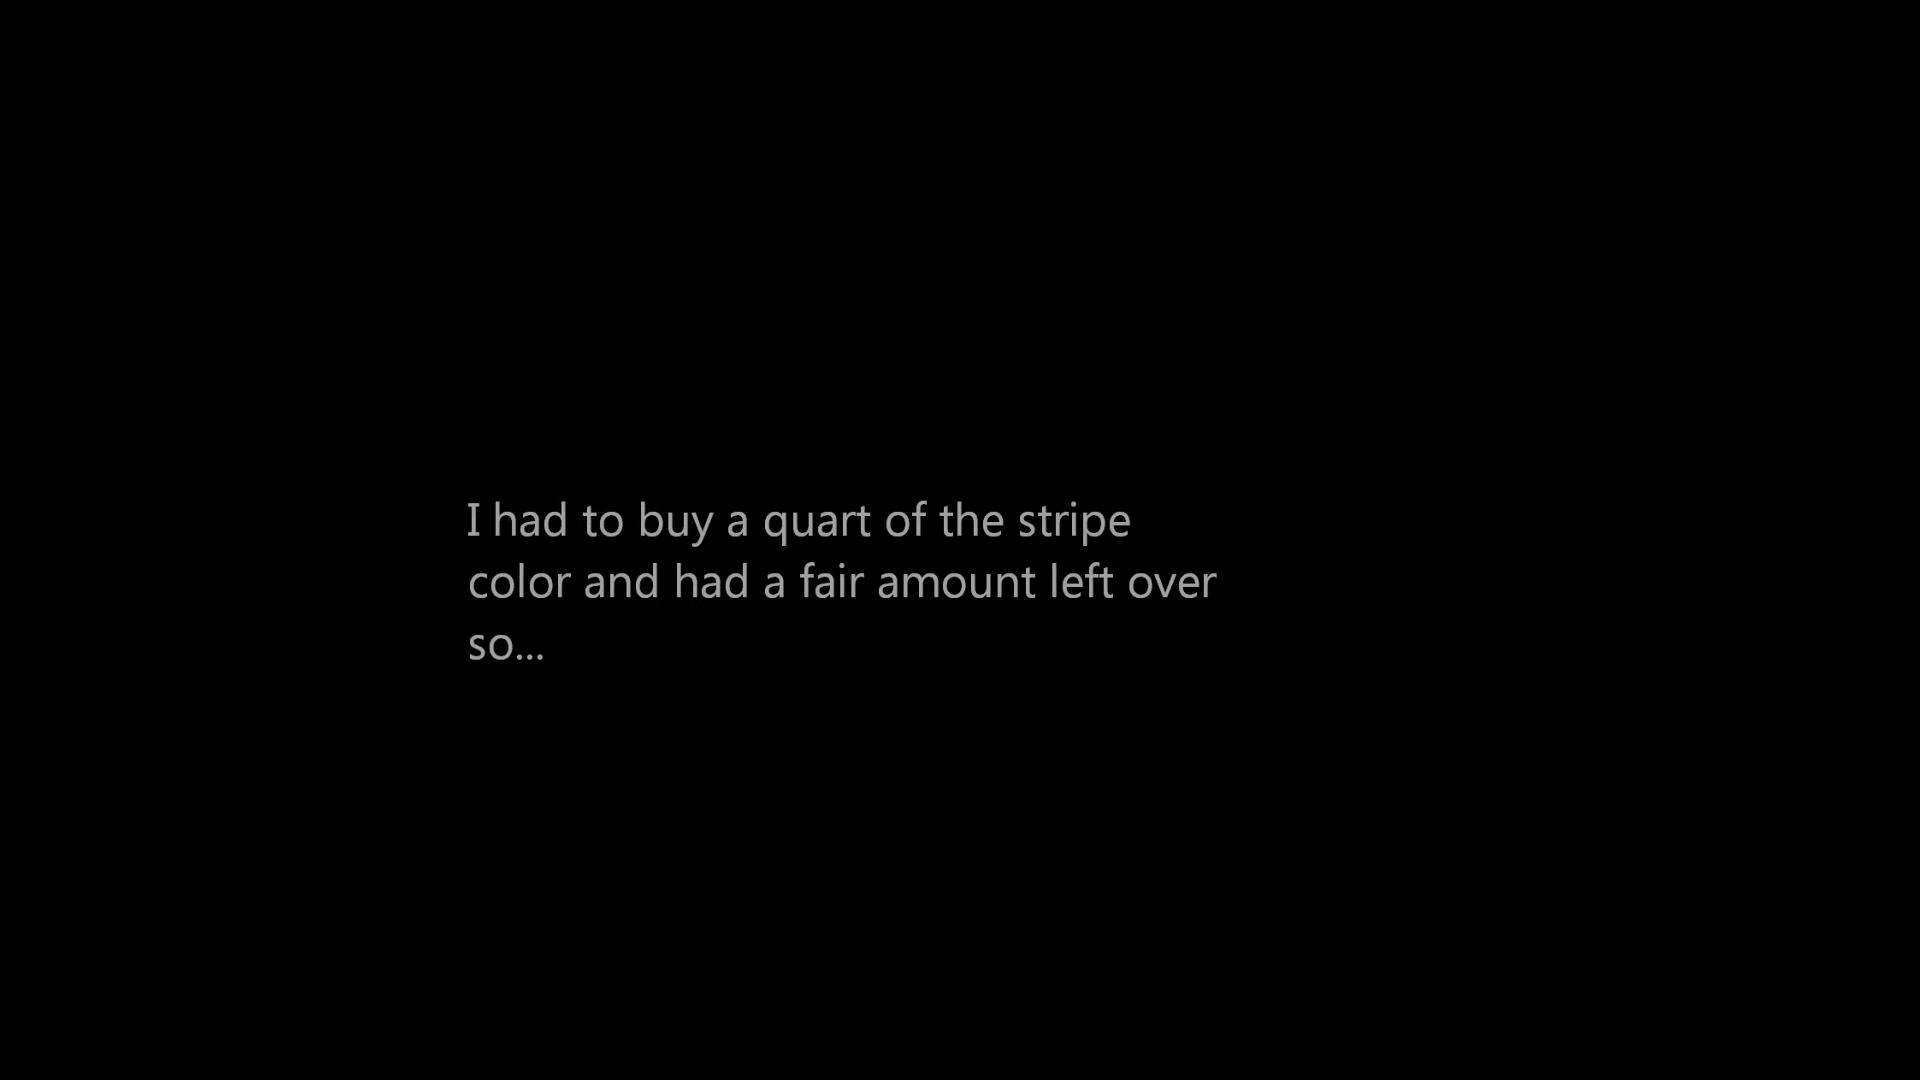 I had to buy a quart of the stripe
color and had a fair amount left over
so...